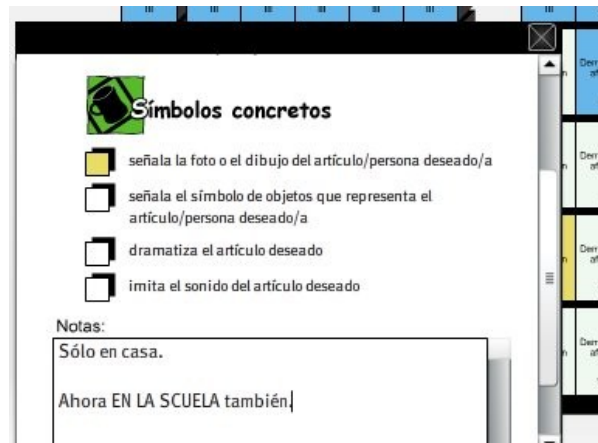 Símbolos concretos
señala la foto o el dibujo del artículo/persona deseado/a
señala el símbolo de objetos que representa el
artículo/persona deseado/a
dramatiza el artículo deseado
imita el sonido del artículo deseado
Notas:
Sólo en casa.
Ahora EN LA SCUELA también.